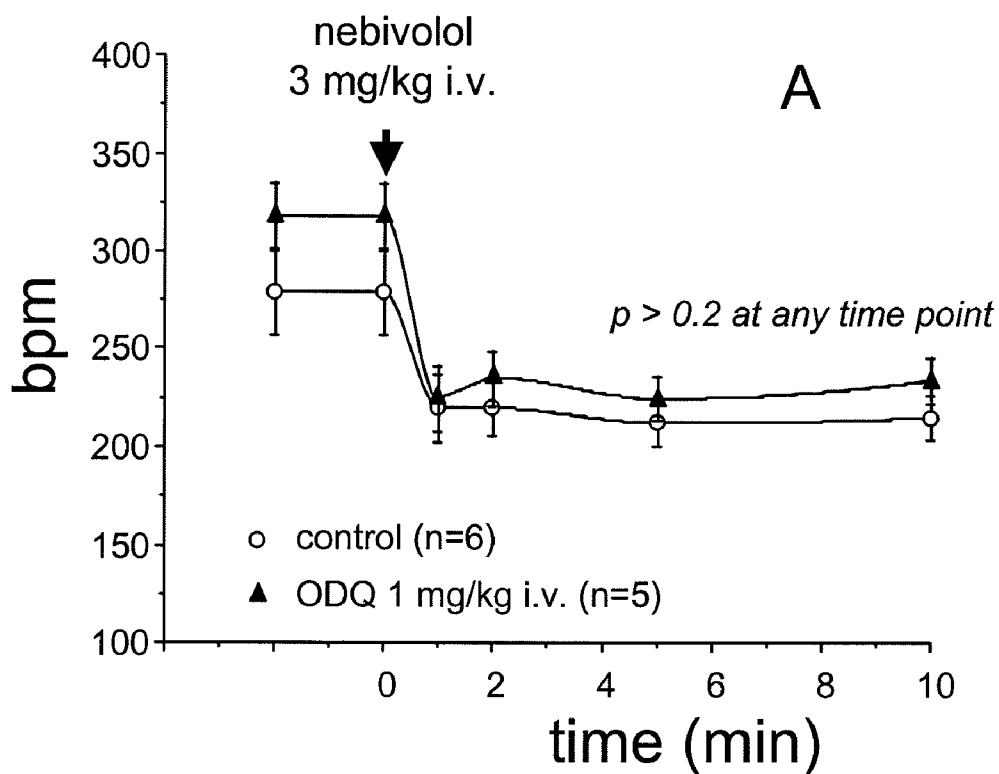 nebivolol
3 mg/kg i.v.
A
400
350
300
250
200
150
100
bpm
p > 0.2 at any time point
control (n=6)
ODQ 1 mg/kg i.v. (n=5)
0 2 4 6 8 10
time (min)